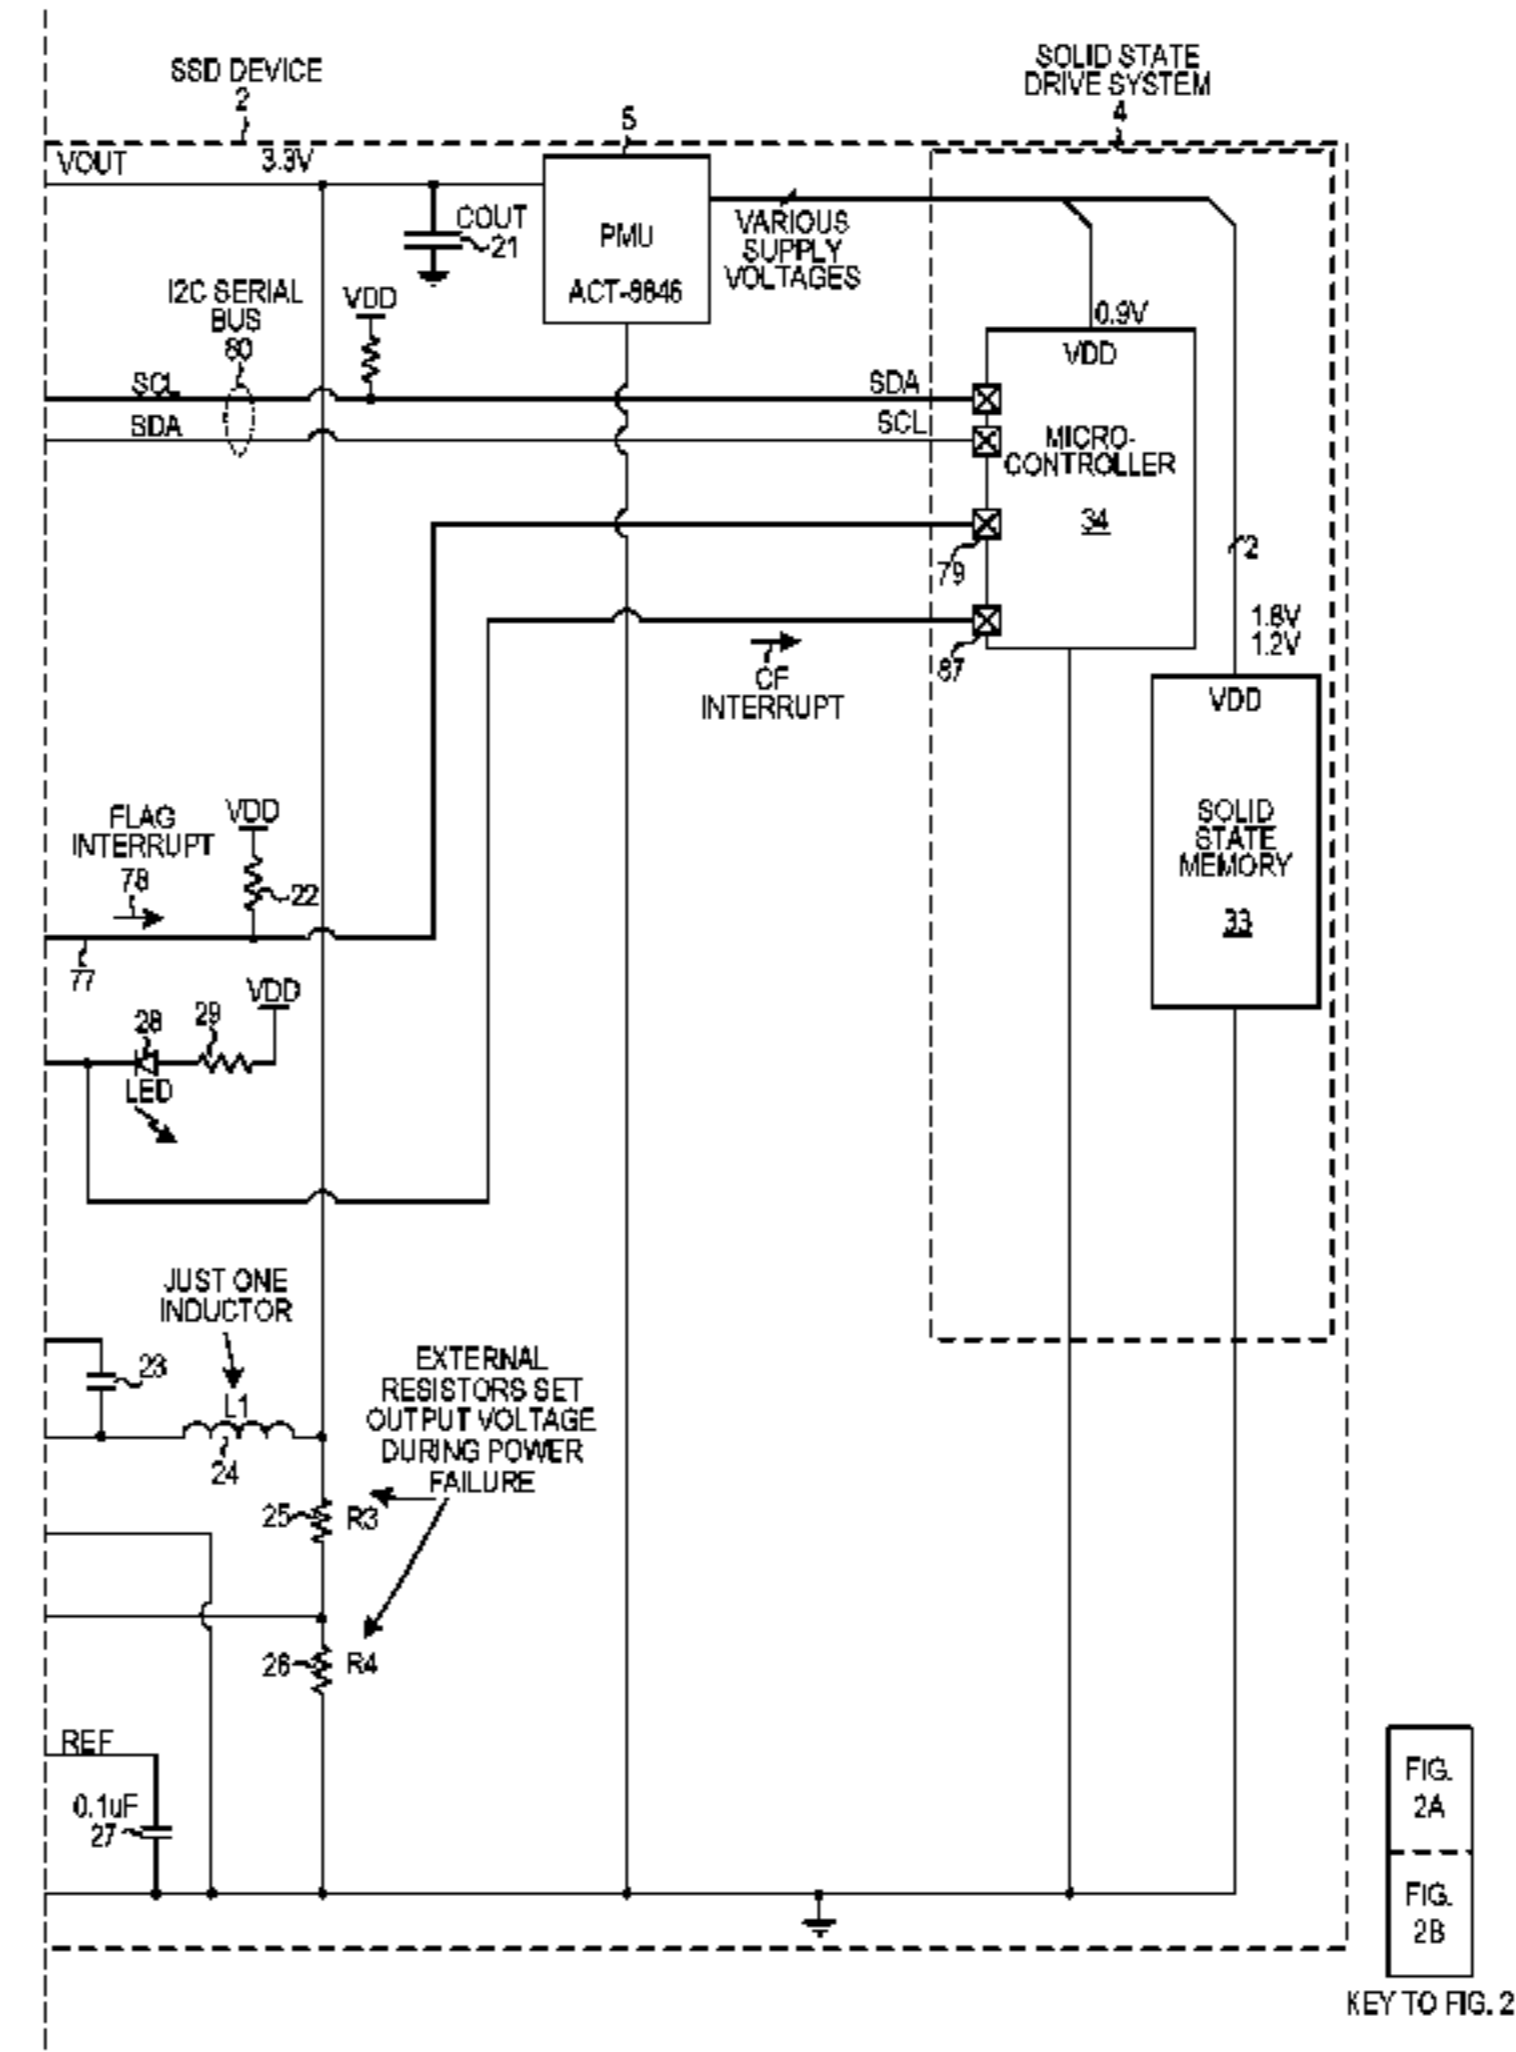 SSD DEVICE
2
SOLID STATE
DRIVE SYSTEM
4
5
VOUT
3.3V
COUT
21
PMU
ACT-8846
VARIOUS
SUPPLY
VOLTAGES
I2C SERIAL
BUS
80
VDD
0.9V
VDD
SCL
SDA
SDA
SCL
MICRO-
CONTROLLER
34
79
2
87
CF
INTERRUPT
1.8V
1.2V
VDD
SOLID
STATE
MEMORY
33
FLAG
INTERRUPT
78
VDD
22
77
VDD
28
29
LED
JUST ONE
INDUCTOR
23
L1
24
EXTERNAL
RESISTORS SET
OUTPUT VOLTAGE
DURING POWER
FAILURE
25
R3
26
R4
REF
0.1uF
27
FIG.
2A
FIG.
2B
KEY TO FIG. 2